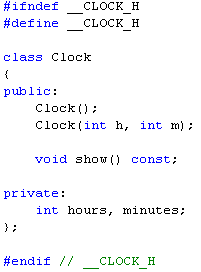 #ifndef __CLOCK_H
#define __CLOCK_H
class Clock
{
public:
    Clock();
    Clock(int h, int m);
    void show() const;
private:
    int hours, minutes;
};
#endif // __CLOCK_H